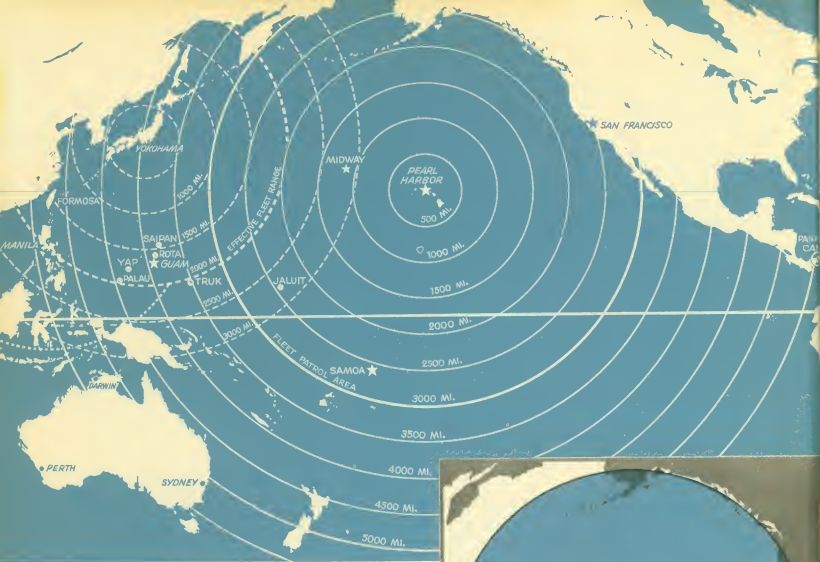 SAN FRANCISCO
YOKOHAMA
MIDWAY
PEARL
HARBOR
500 MI.
1000 MI.
1500 MI.
2000 MI.
2500 MI.
3000 MI.
3500 MI.
4000 MI.
4500 MI.
5000 MI.
FORMOSA
1000 MI.
1500 MI.
2000 MI.
2500 MI.
3000 MI.
EFFECTIVE FLEET RANGE
MANILA
SAIPAN
ROTA
GUAM
YAP
PALAU
TRUK
JALUIT
FLEET PATROL AREA
SAMOA
DARWIN
PERTH
SYDNEY